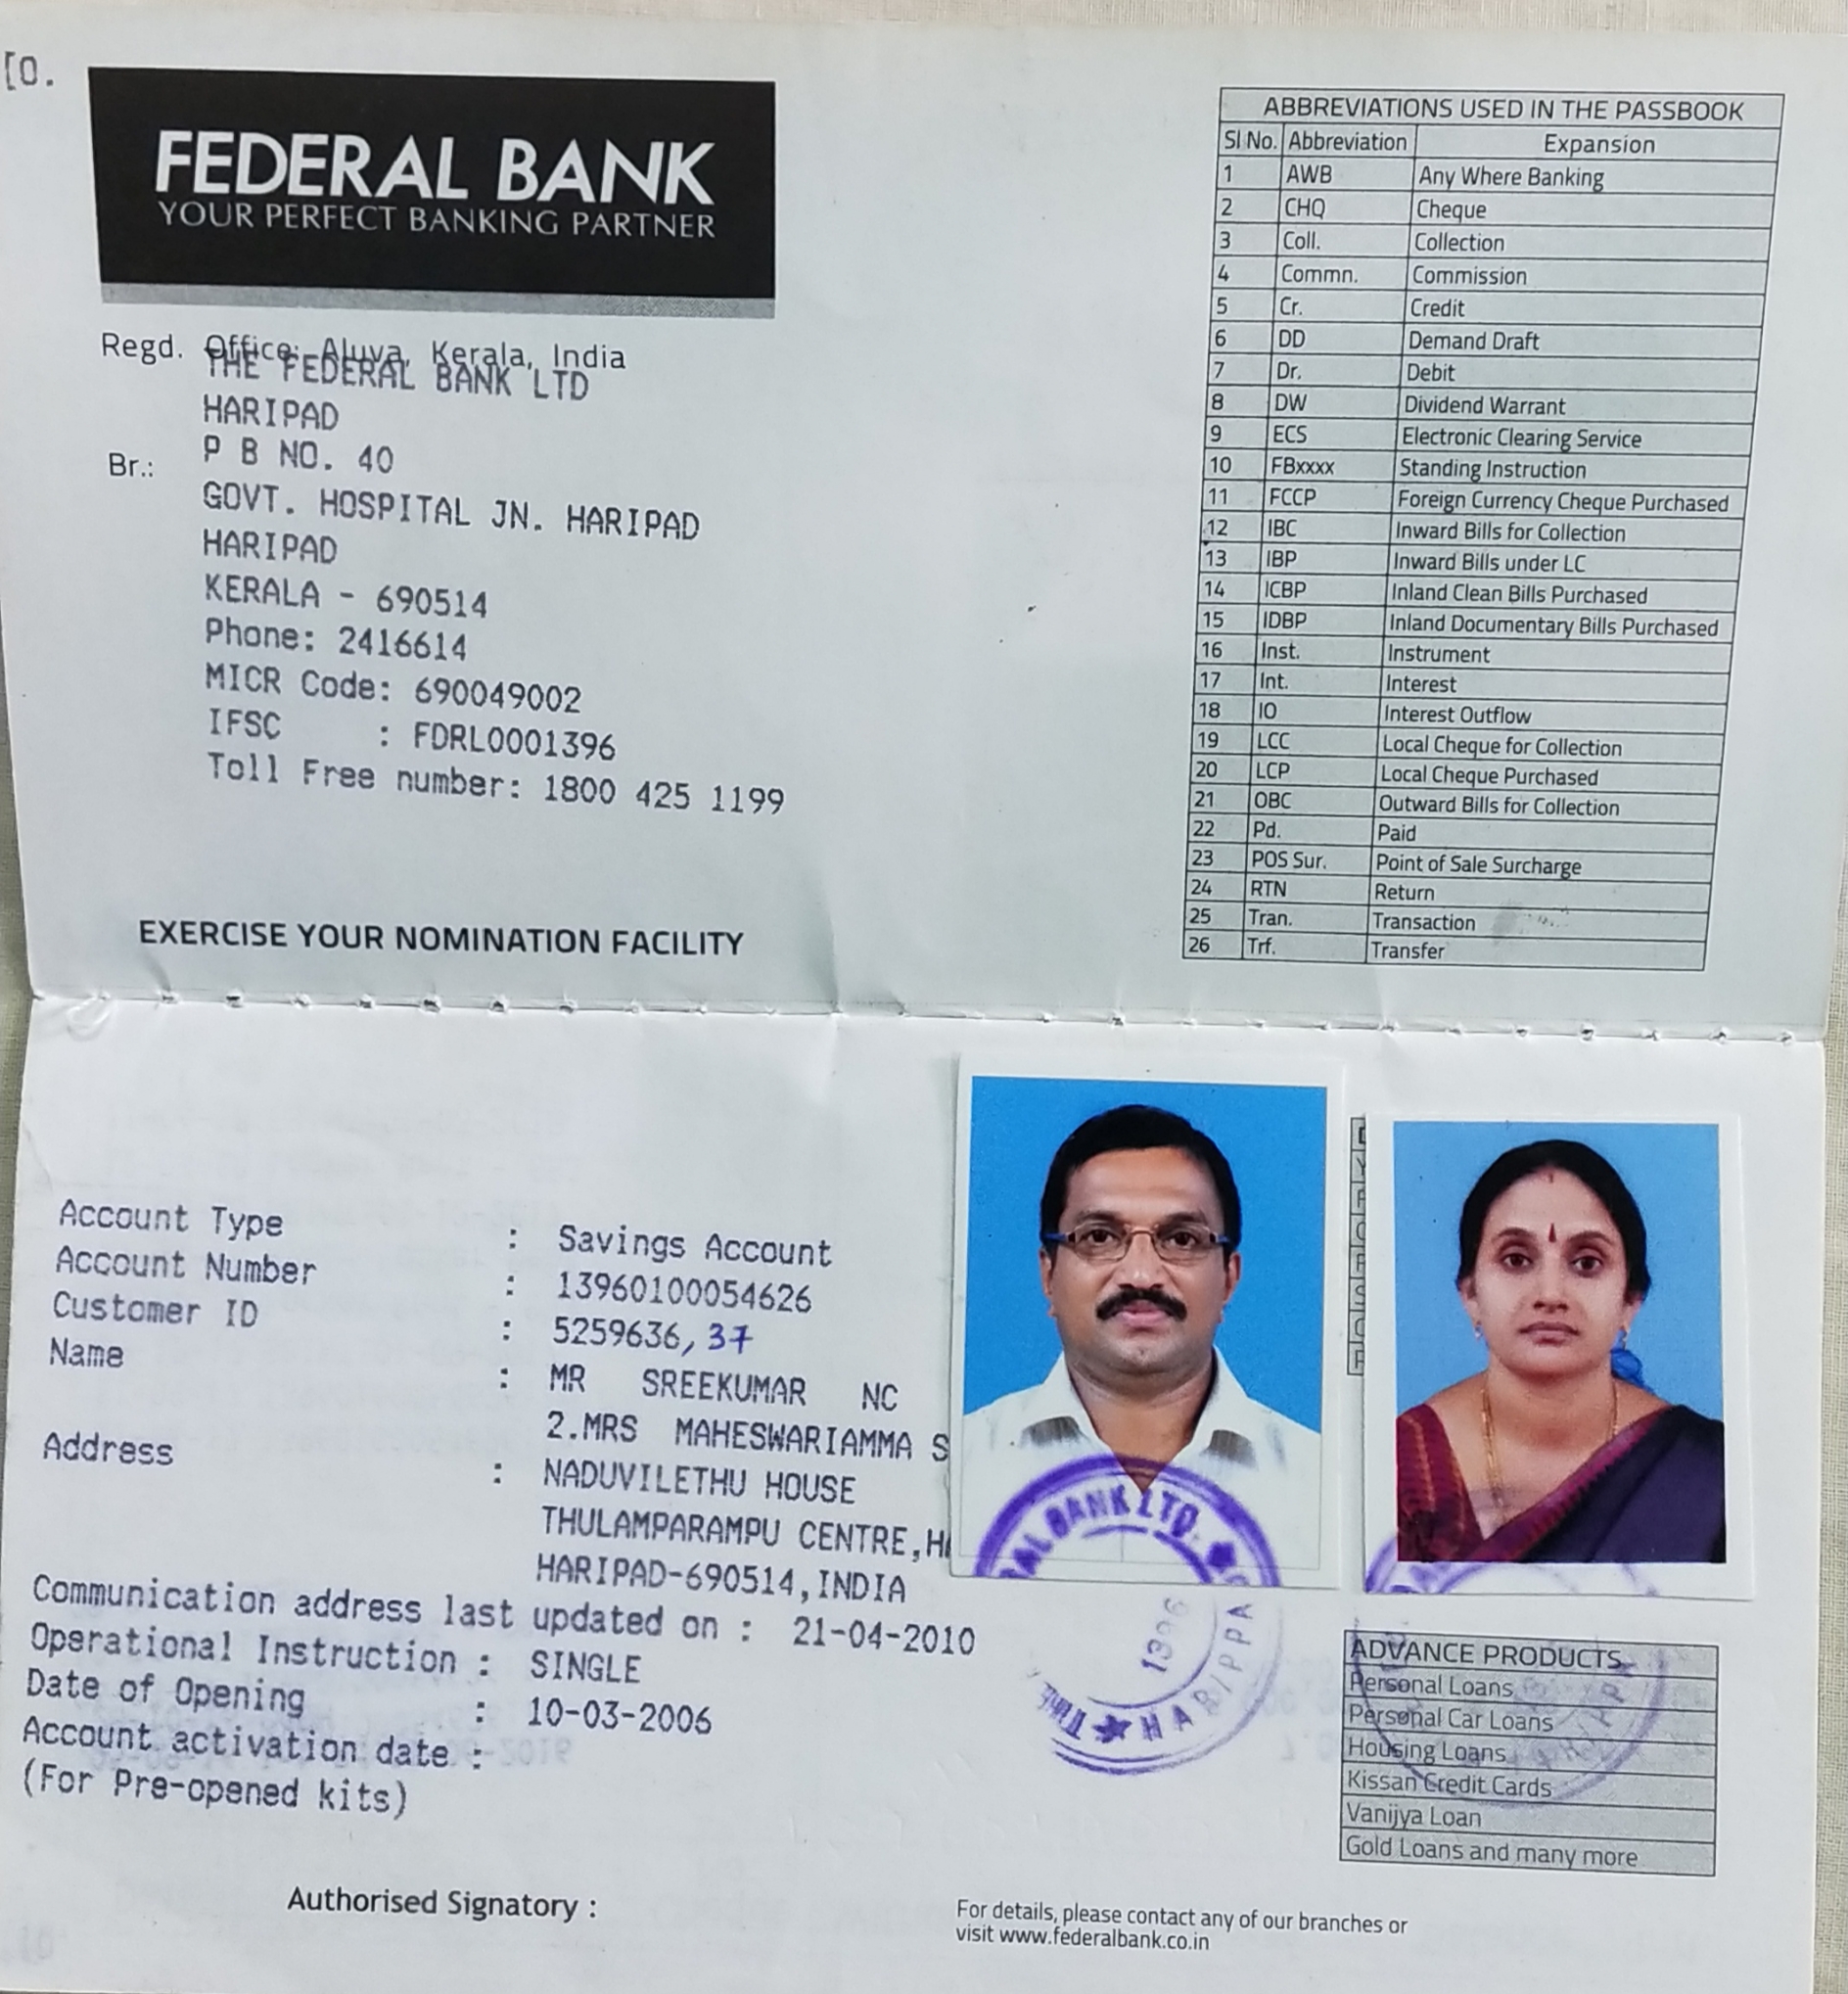 TO.
FEDERAL BANK
YOUR PERFECT BANKING PARTNER
Regd. Office: Aluva, Kerala, India
THE FEDERAL BANK LTD
HARIPAD
Br.: P B NO. 40
GOVT. HOSPITAL JN. HARIPAD
HARIPAD
KERALA - 690514
Phone: 2416614
MICR Code: 690049002
IFSC : FDRL0001396
Toll Free number: 1800 425 1199
EXERCISE YOUR NOMINATION FACILITY
ABBREVIATIONS USED IN THE PASSBOOK
Sl No. Abbreviation Expansion
1 AWB Any Where Banking
2 CHQ Cheque
3 Coll. Collection
4 Commn. Commission
5 Cr. Credit
6 DD Demand Draft
7 Dr. Debit
8 DW Dividend Warrant
9 ECS Electronic Clearing Service
10 FBxxxx Standing Instruction
11 FCCP Foreign Currency Cheque Purchased
12 IBC Inward Bills for Collection
13 IBP Inward Bills under LC
14 ICBP Inland Clean Bills Purchased
15 IDBP Inland Documentary Bills Purchased
16 Inst. Instrument
17 Int. Interest
18 IO Interest Outflow
19 LCC Local Cheque for Collection
20 LCP Local Cheque Purchased
21 OBC Outward Bills for Collection
22 Pd. Paid
23 POS Sur. Point of Sale Surcharge
24 RTN Return
25 Tran. Transaction
26 Trf. Transfer
Account Type : Savings Account
Account Number : 13960100054626
Customer ID : 5259636, 37
Name : MR SREEKUMAR NC
2.MRS MAHESWARIAMMA S
Address : NADUVILETHU HOUSE
THULAMPARAMPU CENTRE,HA
HARIPAD-690514,INDIA
Communication address last updated on : 21-04-2010
Operational Instruction : SINGLE
Date of Opening : 10-03-2006
Account activation date :
(For Pre-opened kits)
Authorised Signatory :
RAL BANK LTD
1396
HARIPPA
ADVANCE PRODUCTS
Personal Loans
Personal Car Loans
Housing Loans
Kissan Credit Cards
Vanijya Loan
Gold Loans and many more
For details, please contact any of our branches or
visit www.federalbank.co.in